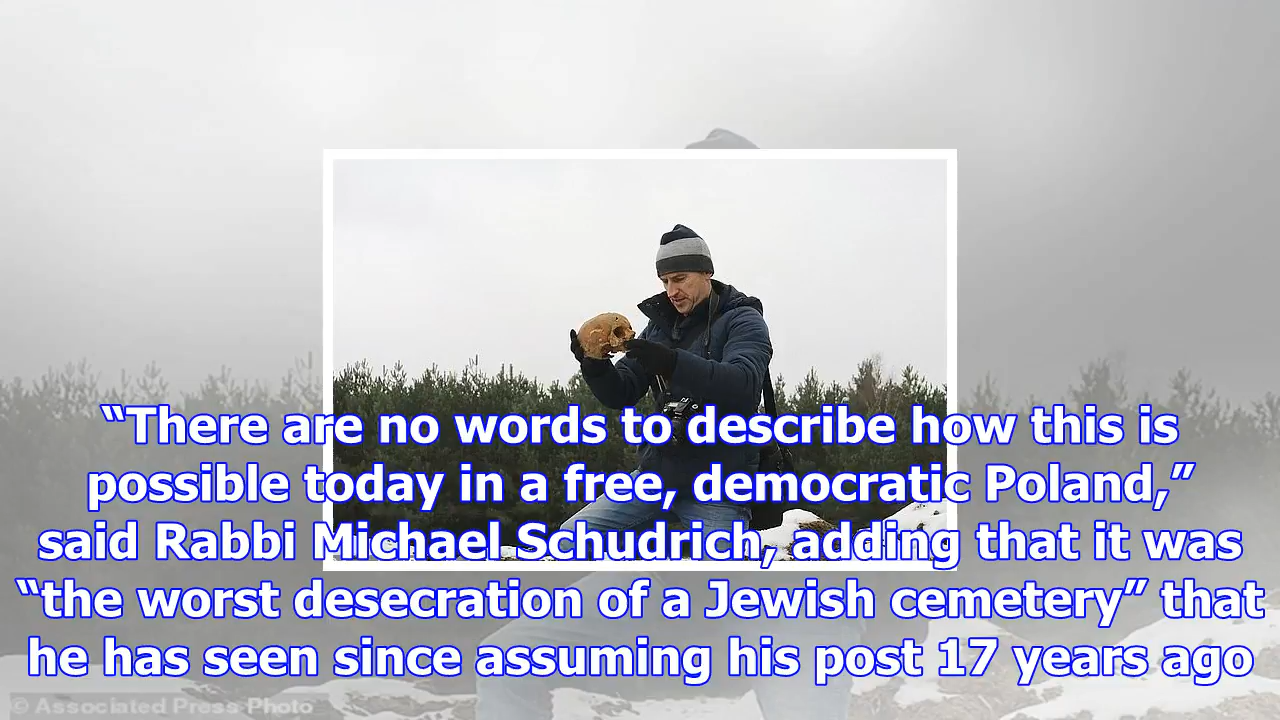 “There are no words to describe how this is
possible today in a free, democratic Poland,”
said Rabbi Michael Schudrich, adding that it was
“the worst desecration of a Jewish cemetery” that
he has seen since assuming his post 17 years ago
© Associated Press Photo